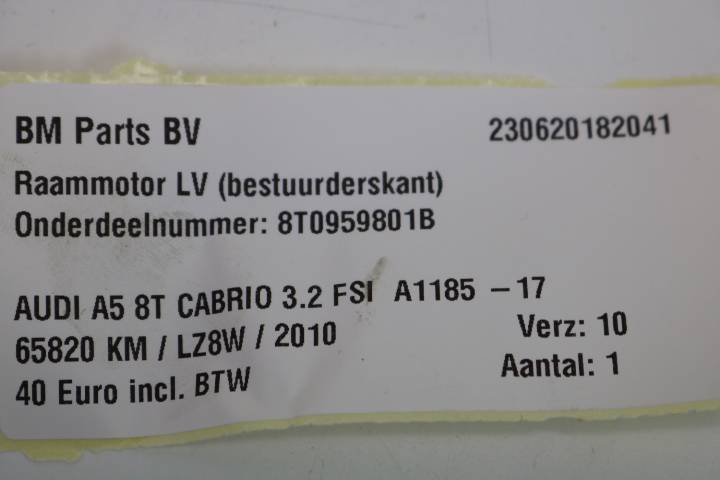 BM Parts BV 230620182041
Raammotor LV (bestuurderskant)
Onderdeelnummer: 8T0959801B
AUDI A5 8T CABRIO 3.2 FSI A1185 - 17
65820 KM / LZ8W / 2010 Verz: 10
40 Euro incl. BTW Aantal: 1